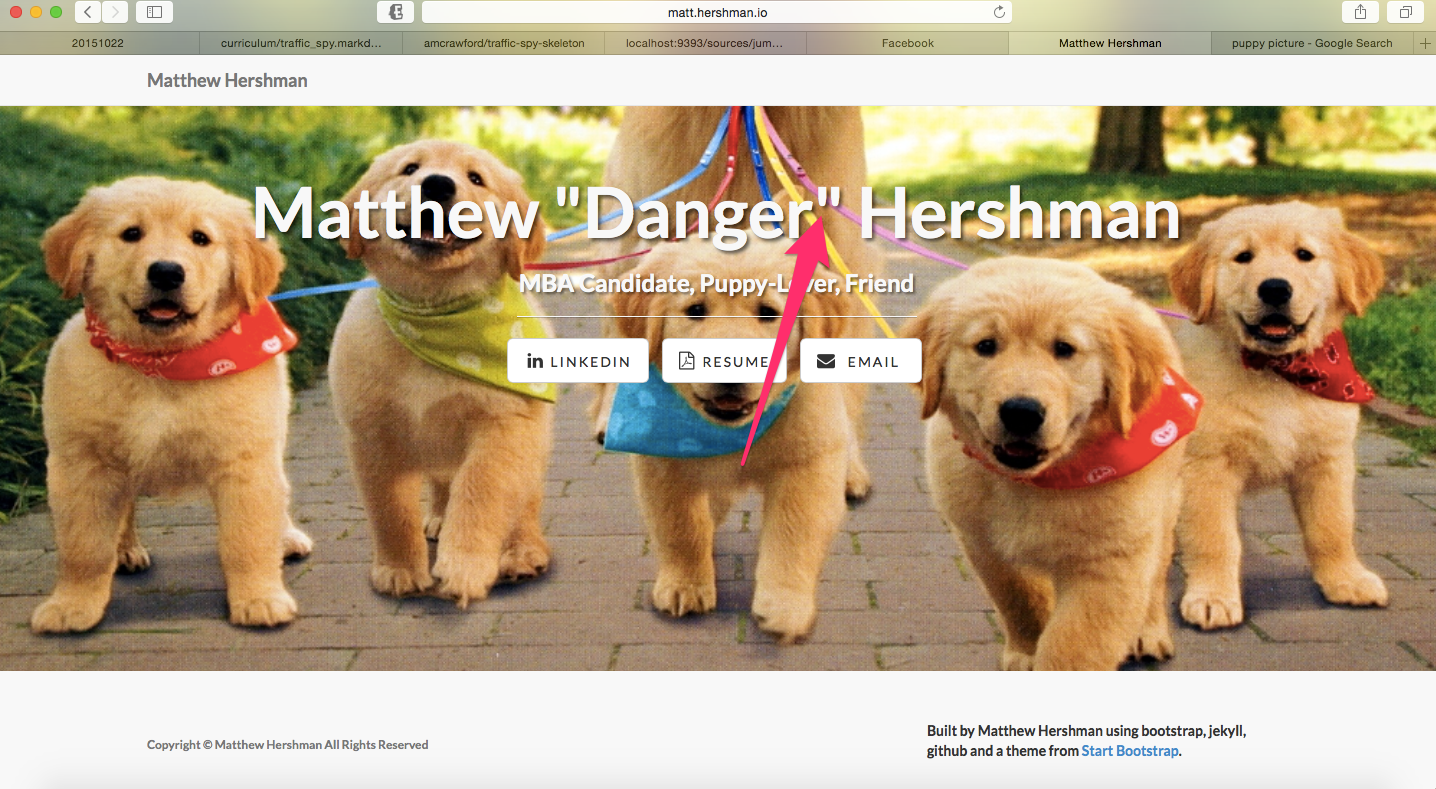 matt.hershman.io
20151022
curriculum/traffic_spy.markd...
amcrawford/traffic-spy-skeleton
localhost:9393/sources/jum...
Facebook
Matthew Hershman
puppy picture - Google Search
Matthew Hershman
Matthew "Danger" Hershman
MBA Candidate, Puppy-Lover, Friend
LINKEDIN
RESUME
EMAIL
Copyright © Matthew Hershman All Rights Reserved
Built by Matthew Hershman using bootstrap, jekyll,
github and a theme from Start Bootstrap.